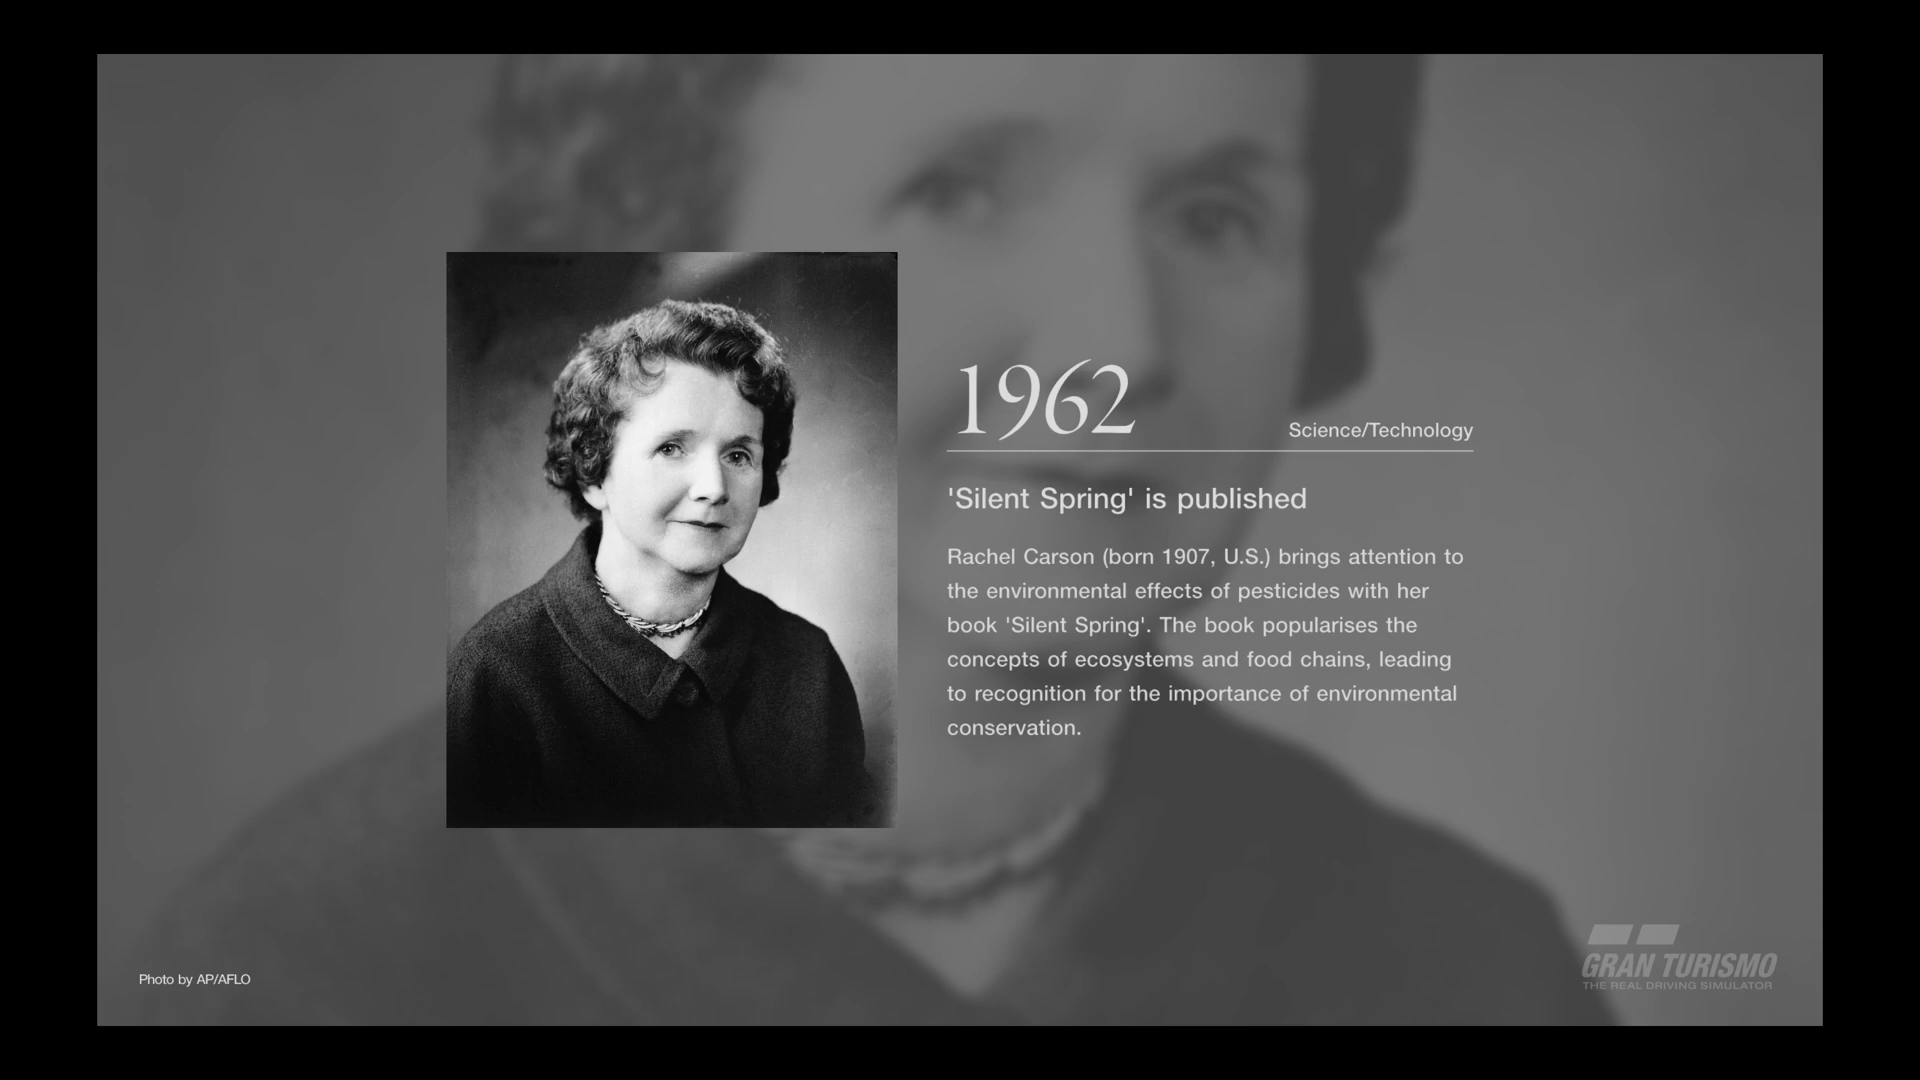 1962
Science/Technology
'Silent Spring' is published
Rachel Carson (born 1907, U.S.) brings attention to
the environmental effects of pesticides with her
book 'Silent Spring'. The book popularises the
concepts of ecosystems and food chains, leading
to recognition for the importance of environmental
conservation.
Photo by AP/AFLO
GRAN TURISMO
THE REAL DRIVING SIMULATOR